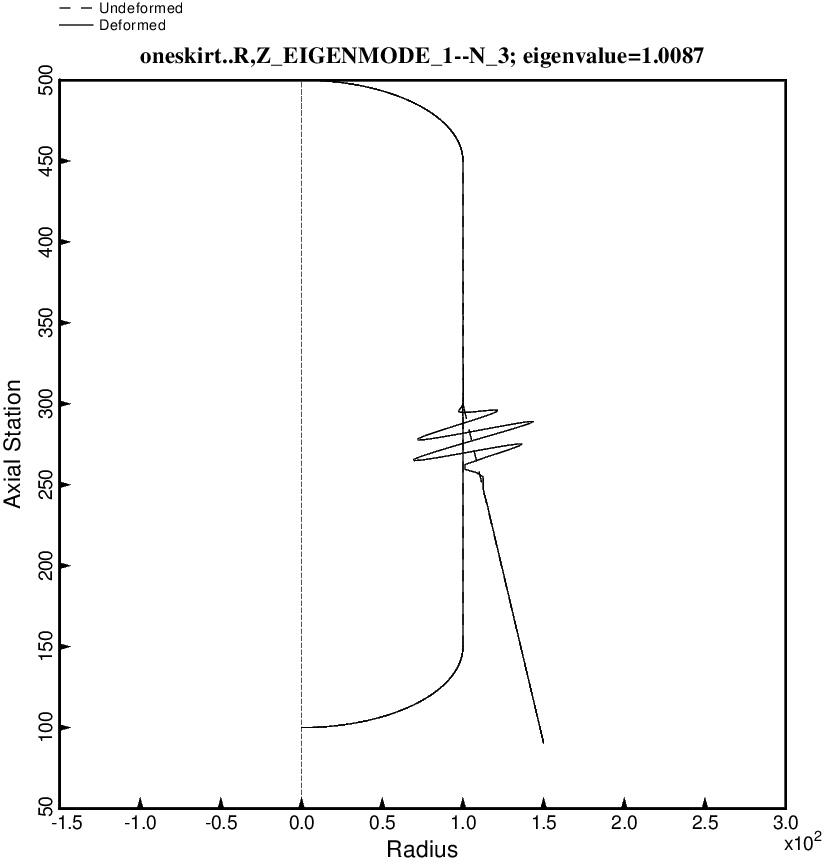 Undeformed
Deformed
oneskirt..R,Z_EIGENMODE_1--N_3; eigenvalue=1.0087
500
450
400
350
300
250
200
150
100
50
Axial Station
-1.5 -1.0 -0.5 0.0 0.5 1.0 1.5 2.0 2.5 3.0
x10²
Radius